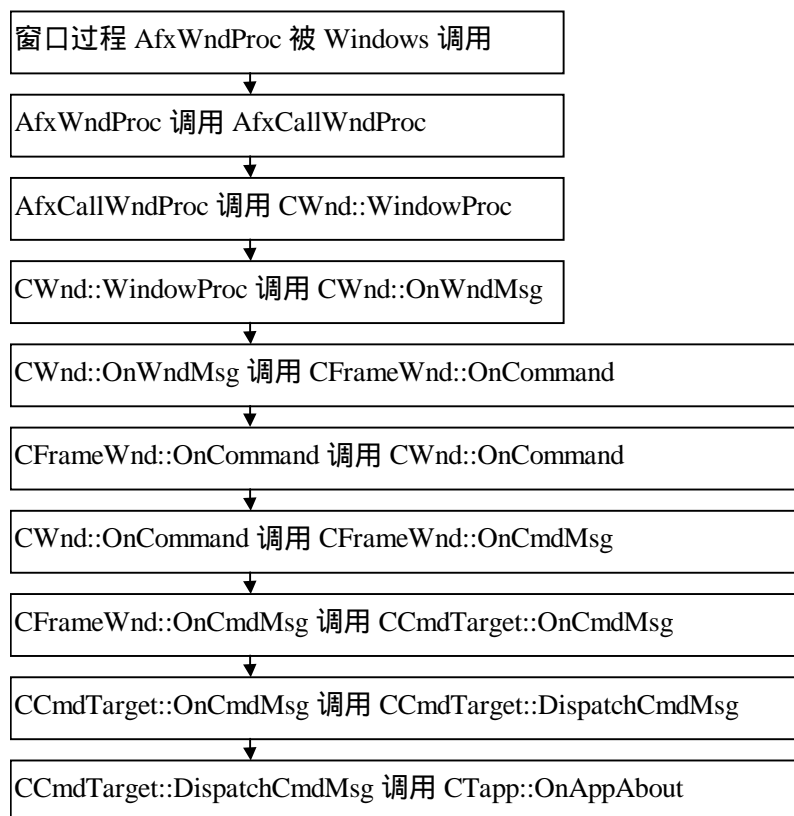 窗口过程 AfxWndProc 被 Windows 调用
AfxWndProc 调用 AfxCallWndProc
AfxCallWndProc 调用 CWnd::WindowProc
CWnd::WindowProc 调用 CWnd::OnWndMsg
CWnd::OnWndMsg 调用 CFrameWnd::OnCommand
CFrameWnd::OnCommand 调用 CWnd::OnCommand
CWnd::OnCommand 调用 CFrameWnd::OnCmdMsg
CFrameWnd::OnCmdMsg 调用 CCmdTarget::OnCmdMsg
CCmdTarget::OnCmdMsg 调用 CCmdTarget::DispatchCmdMsg
CCmdTarget::DispatchCmdMsg 调用 CTapp::OnAppAbout